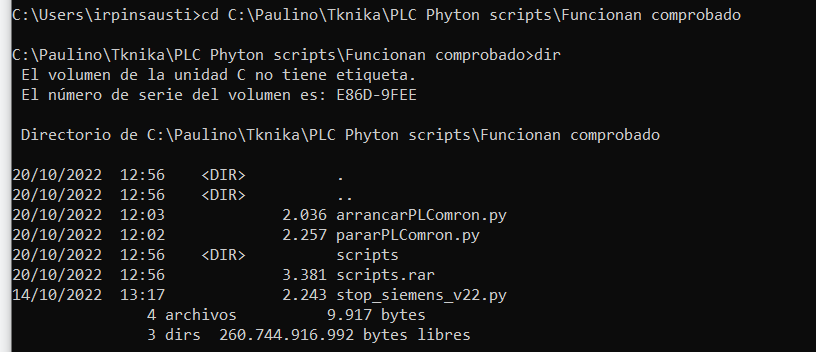 C:\Users\irpinsausti>cd C:\Paulino\Tknika\PLC Phyton scripts\Funcionan comprobado
C:\Paulino\Tknika\PLC Phyton scripts\Funcionan comprobado>dir
El volumen de la unidad C no tiene etiqueta.
El número de serie del volumen es: E86D-9FEE
Directorio de C:\Paulino\Tknika\PLC Phyton scripts\Funcionan comprobado
20/10/2022  12:56    <DIR>          .
20/10/2022  12:56    <DIR>          ..
20/10/2022  12:03             2.036 arrancarPLComron.py
20/10/2022  12:02             2.257 pararPLComron.py
20/10/2022  12:56    <DIR>          scripts
20/10/2022  12:56             3.381 scripts.rar
14/10/2022  13:17             2.243 stop_siemens_v22.py
4 archivos          9.917 bytes
3 dirs  260.744.916.992 bytes libres